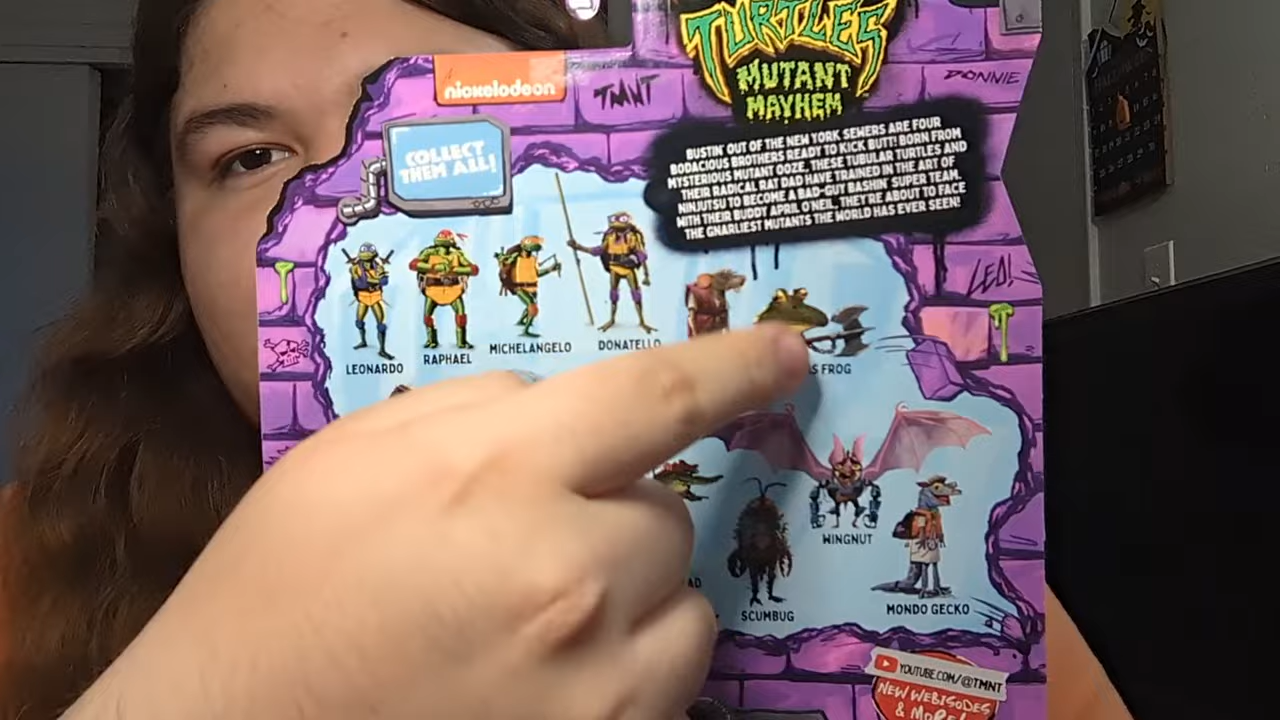 TURTLES
MUTANT
MAYHEM
nickelodeon
TMNT
DONNIE
COLLECT
THEM ALL!
BUSTIN' OUT OF THE NEW YORK SEWERS ARE FOUR
BODACIOUS BROTHERS READY TO KICK BUTT! BORN FROM
MYSTERIOUS MUTANT OOZE, THESE TUBULAR TURTLES AND
THEIR RADICAL RAT DAD HAVE TRAINED IN THE ART OF
NINJUTSU TO BECOME A BAD-GUY BASHIN' SUPER TEAM.
WITH THEIR BUDDY APRIL O'NEIL, THEY'RE ABOUT TO FACE
THE GNARLIEST MUTANTS THE WORLD HAS EVER SEEN!
LEO!
LEONARDO
RAPHAEL
MICHELANGELO
DONATELLO
FROG
WINGNUT
SCUMBUG
MONDO GECKO
YOUTUBE.COM/@TMNT
NEW WEBISODES
& MORE!